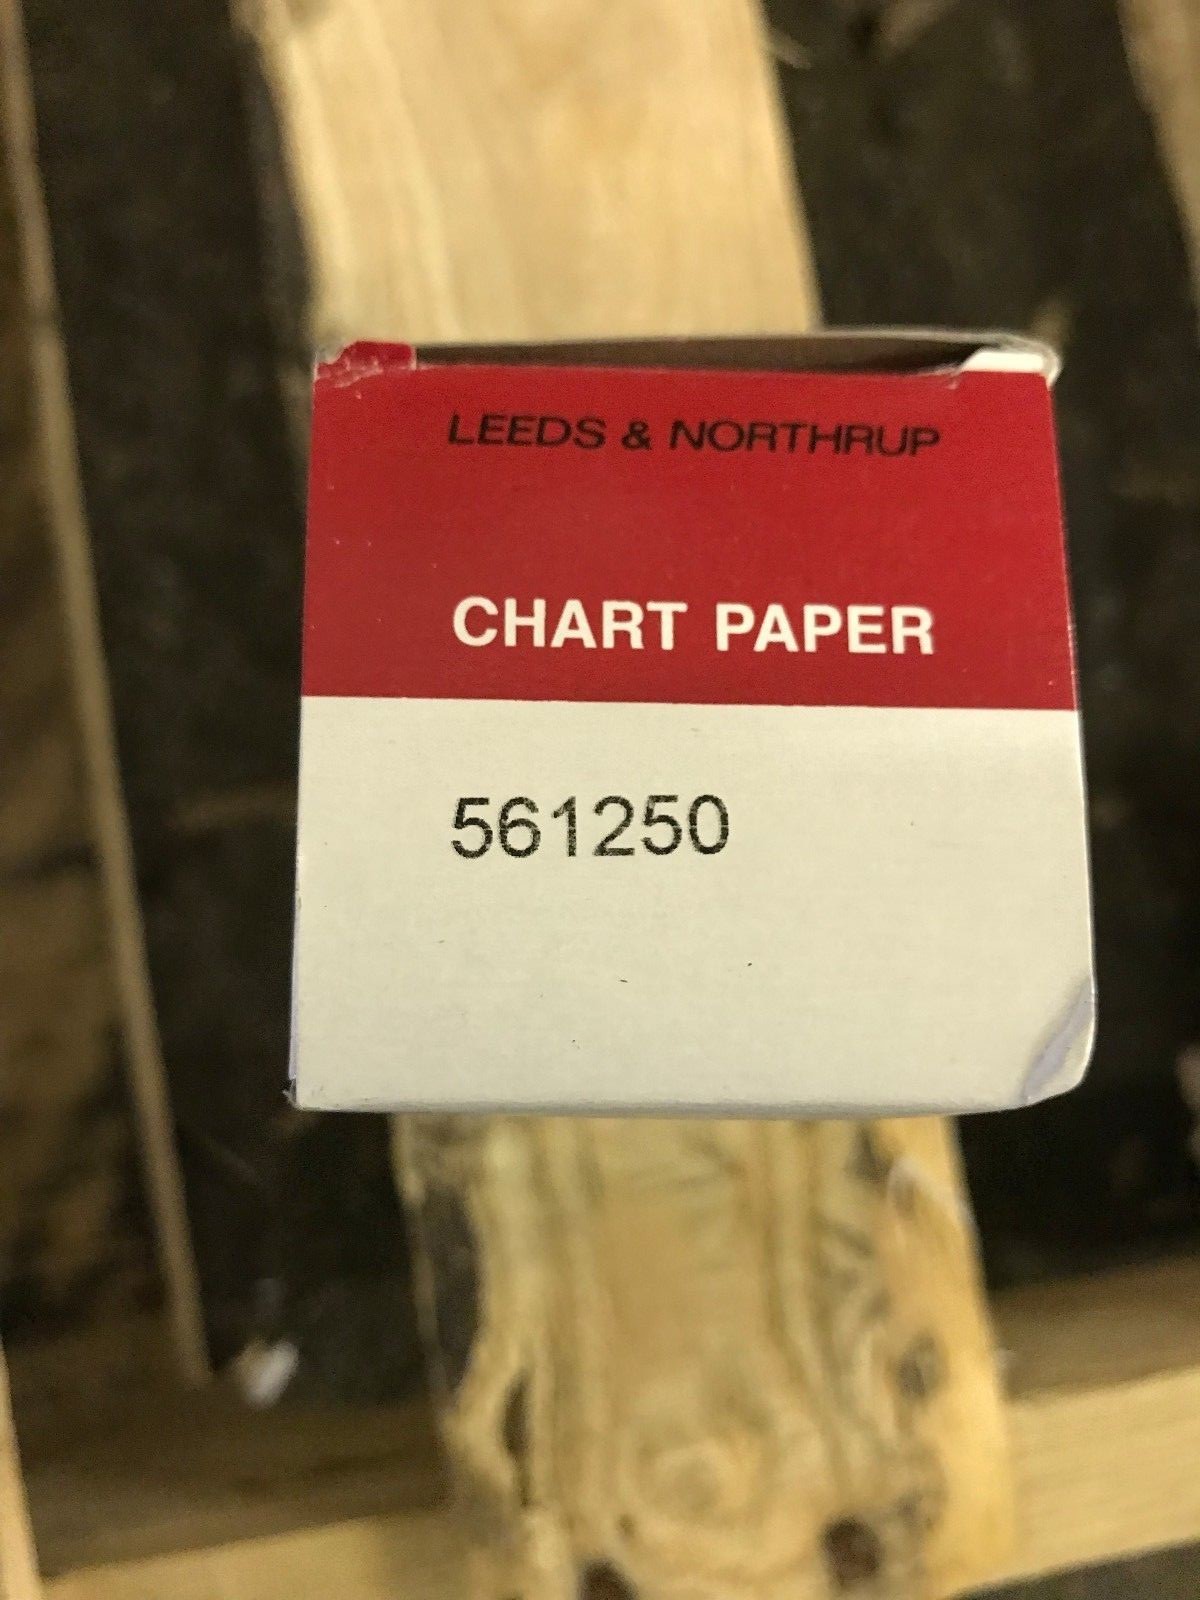 LEEDS & NORTHRUP
CHART PAPER
561250